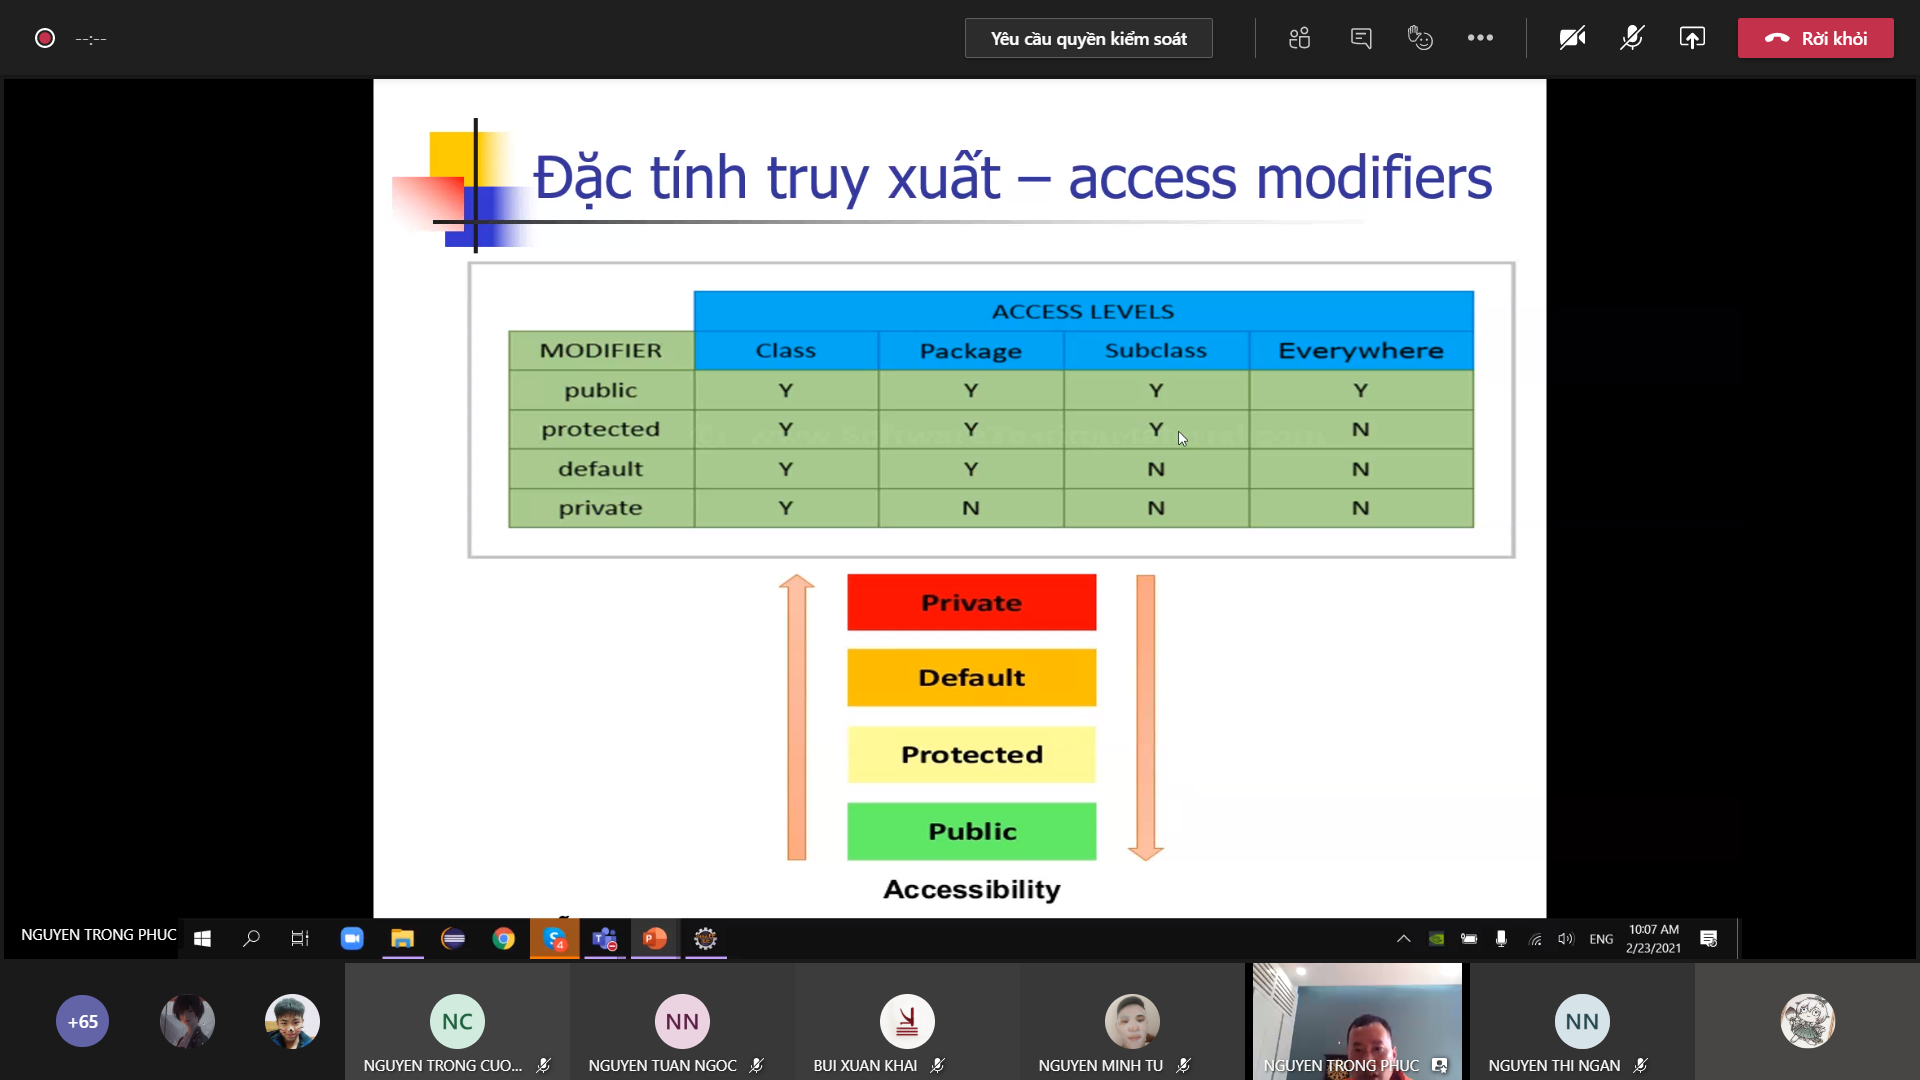 --:--
Yêu cầu quyền kiểm soát
Rời khỏi
Đặc tính truy xuất – access modifiers
ACCESS LEVELS
MODIFIER Class Package Subclass Everywhere
public Y Y Y Y
protected Y Y Y N
default Y Y N N
private Y N N N
Private
Default
Protected
Public
Accessibility
NGUYEN TRONG PHUC
4
ENG
10:07 AM
2/23/2021
+65
NC
NGUYEN TRONG CUO...
NN
NGUYEN TUAN NGOC
BUI XUAN KHAI
NGUYEN MINH TU
NGUYEN TRONG PHUC
NN
NGUYEN THI NGAN